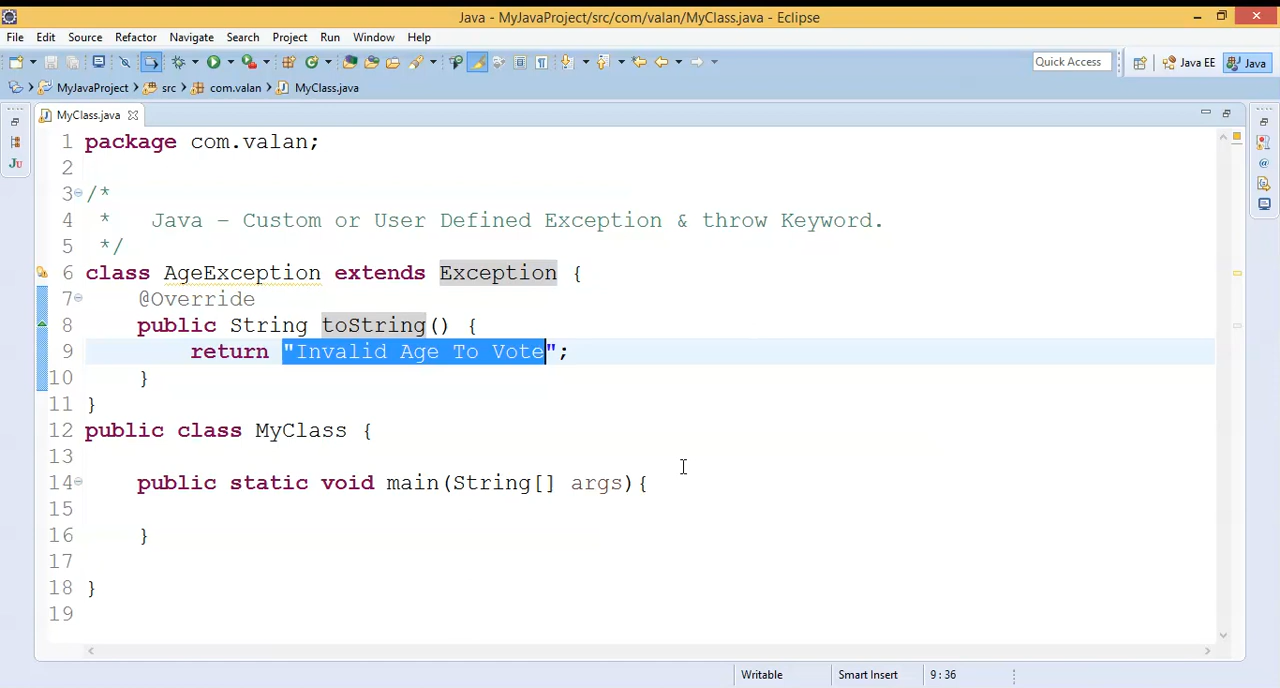 Java - MyJavaProject/src/com/valan/MyClass.java - Eclipse
File Edit Source Refactor Navigate Search Project Run Window Help
Quick Access Java EE Java
MyJavaProject src com.valan MyClass.java
MyClass.java
1 package com.valan;
2
3 /*
4 * Java - Custom or User Defined Exception & throw Keyword.
5 */
6 class AgeException extends Exception {
7 @Override
8 public String toString() {
9 return "Invalid Age To Vote";
10 }
11 }
12 public class MyClass {
13
14 public static void main(String[] args){
15
16 }
17
18 }
19
Writable Smart Insert 9 : 36